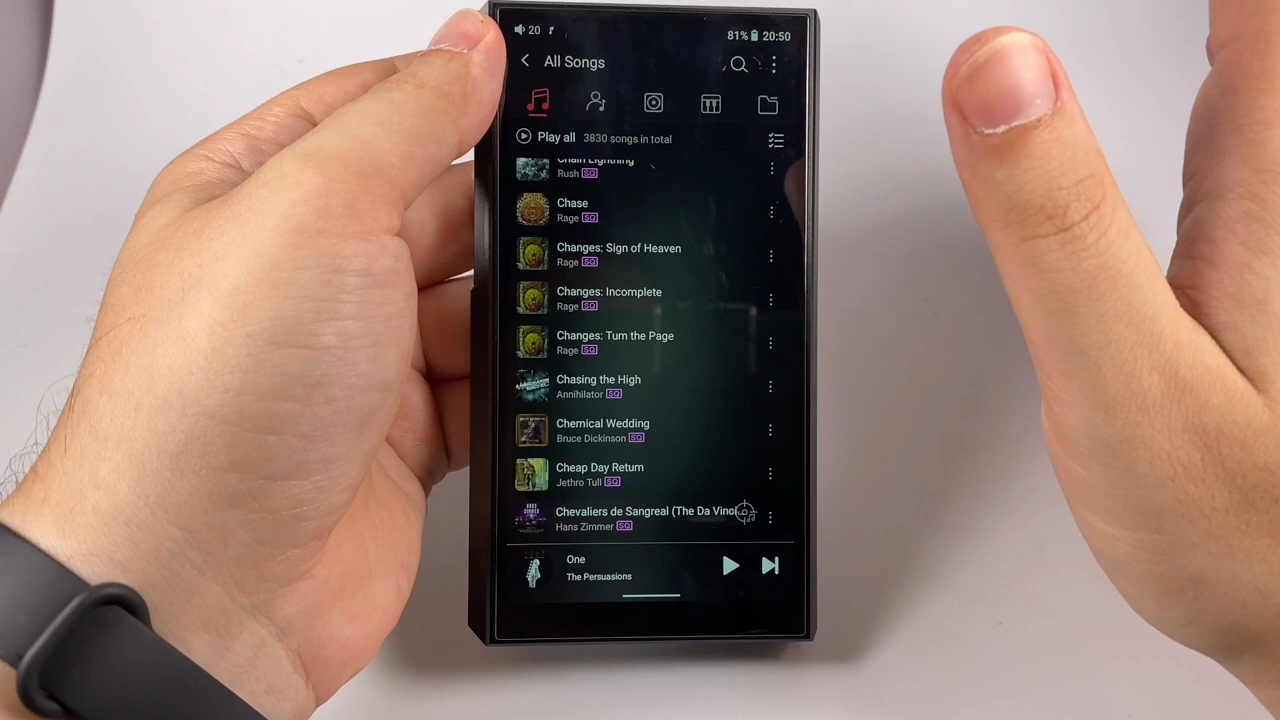 20
81% 20:50
All Songs
Play all 3830 songs in total
Chain Lightning
Rush SQ
Chase
Rage SQ
Changes: Sign of Heaven
Rage SQ
Changes: Incomplete
Rage SQ
Changes: Turn the Page
Rage SQ
Chasing the High
Annihilator SQ
Chemical Wedding
Bruce Dickinson SQ
Cheap Day Return
Jethro Tull SQ
Chevaliers de Sangreal (The Da Vinci...
Hans Zimmer SQ
One
The Persuasions